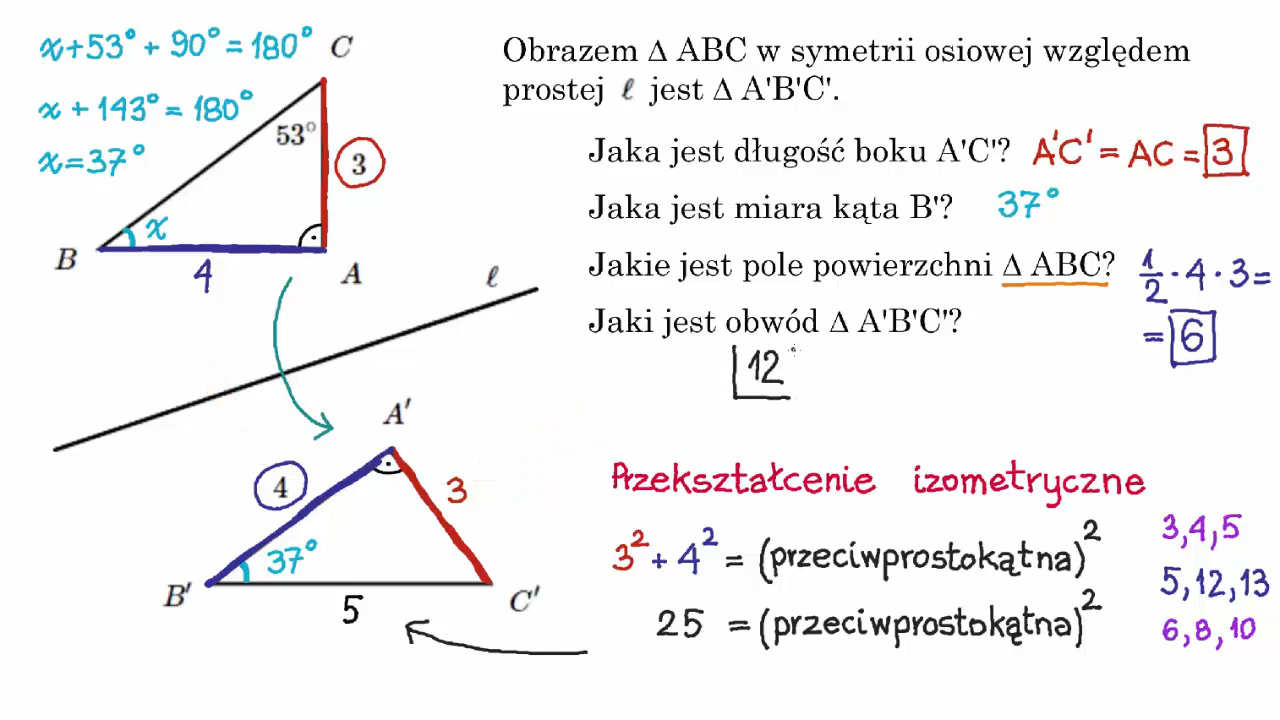 x+53°+90°=180°
x+143°=180°
x=37°
C
53°
3
x
B
4
A
ℓ
A'
4
3
37°
B'
5
C'
Obrazem Δ ABC w symetrii osiowej względem
prostej ℓ jest Δ A'B'C'.
Jaka jest długość boku A'C'? A'C' = AC = 3
Jaka jest miara kąta B'? 37°
Jakie jest pole powierzchni Δ ABC? 1/2 · 4 · 3 =
= 6
Jaki jest obwód Δ A'B'C'?
12
Przekształcenie izometryczne
3² + 4² = (przeciwprostokątna)²
25 = (przeciwprostokątna)²
3,4,5
5,12,13
6,8,10